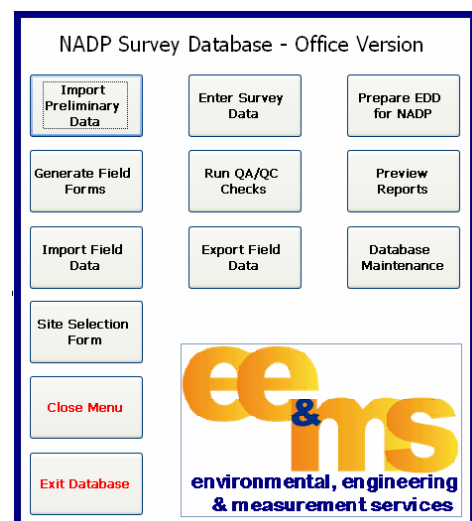 NADP Survey Database - Office Version
Import
Preliminary
Data
Enter Survey
Data
Prepare EDD
for NADP
Generate Field
Forms
Run QA/QC
Checks
Preview
Reports
Import Field
Data
Export Field
Data
Database
Maintenance
Site Selection
Form
Close Menu
Exit Database
ee
&
ms
environmental, engineering
& measurement services